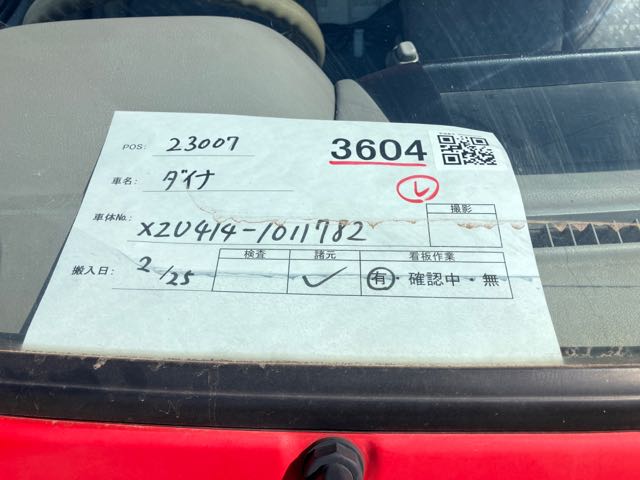 POS: 23007
3604
車名: ダイナ
レ
撮影
車体No.: XZU414-1011782
検査 諸元 看板作業
搬入日: 2/25 有・確認中・無